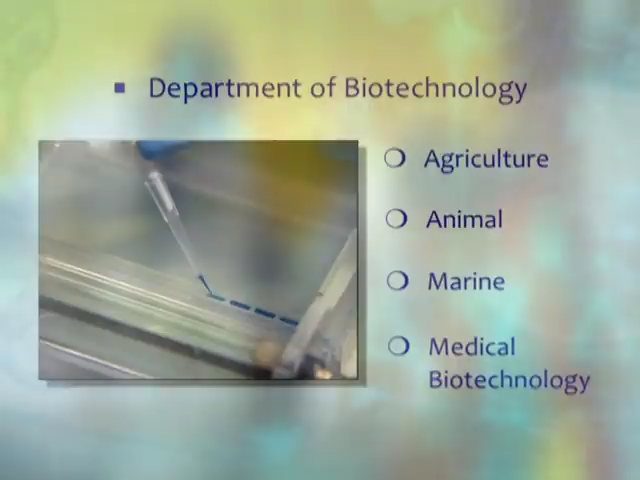 Department of Biotechnology
Agriculture
Animal
Marine
Medical
Biotechnology